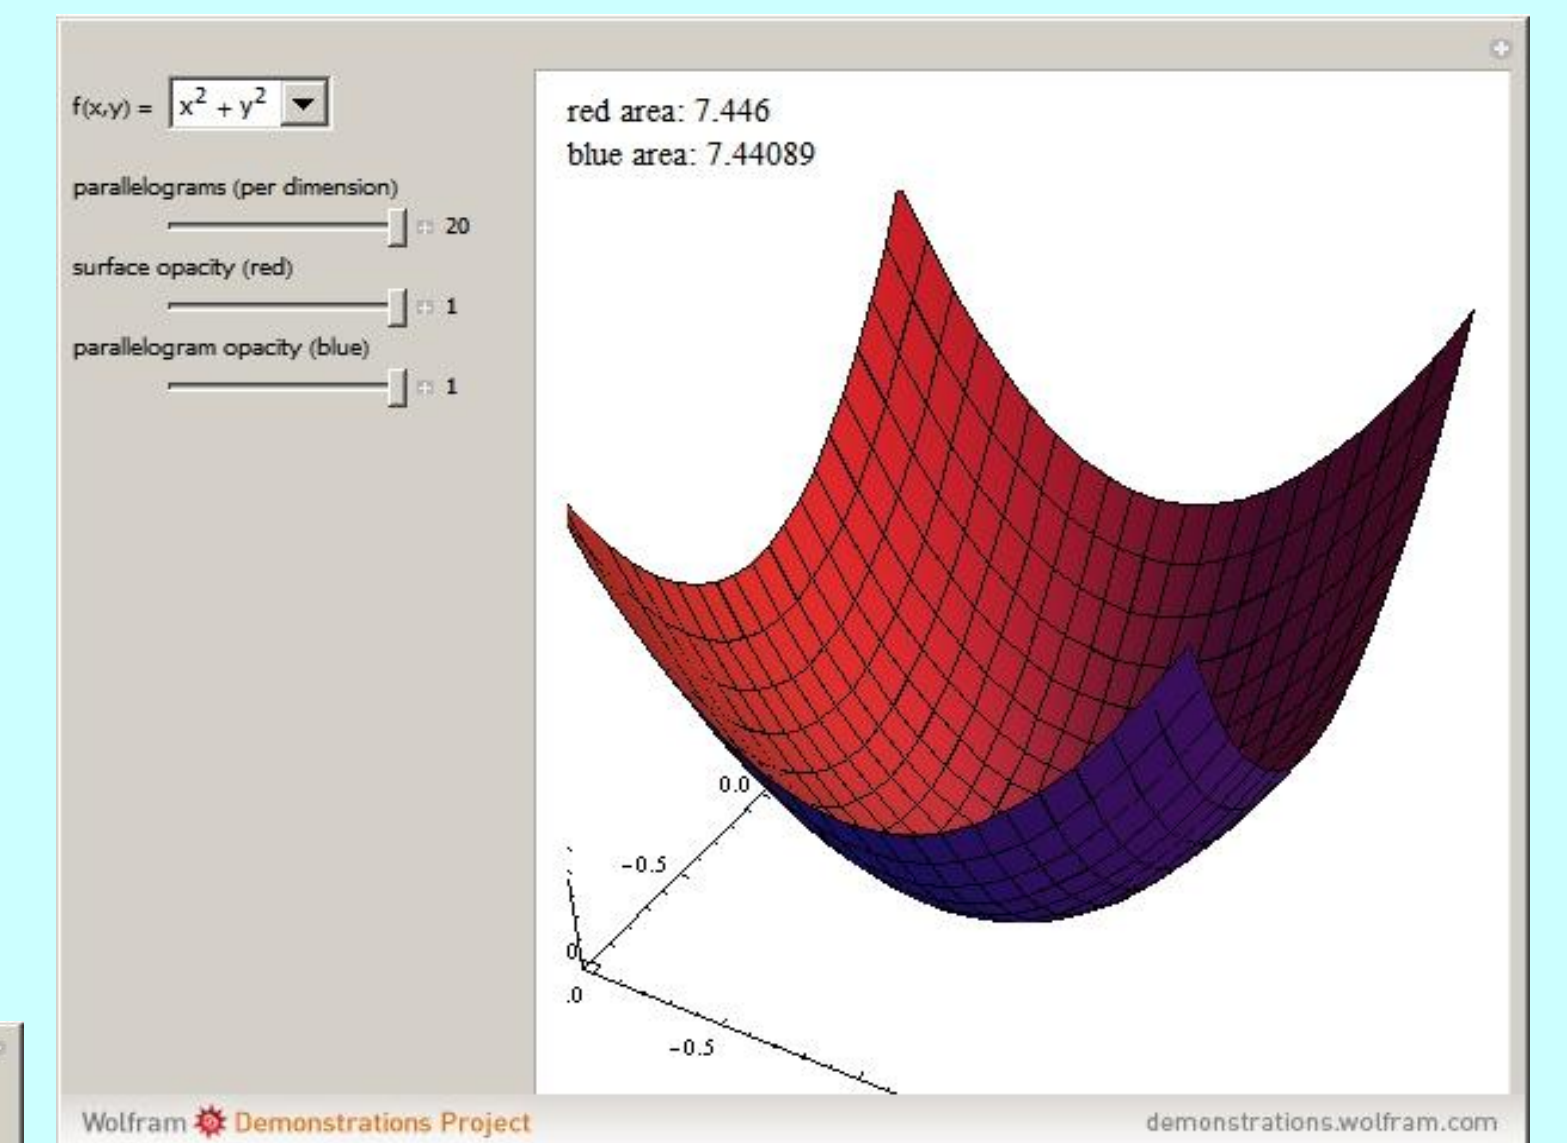 f(x,y) = x² + y²
parallelograms (per dimension)
20
surface opacity (red)
1
parallelogram opacity (blue)
1
red area: 7.446
blue area: 7.44089
0.0
−0.5
0
.0
−0.5
Wolfram Demonstrations Project
demonstrations.wolfram.com